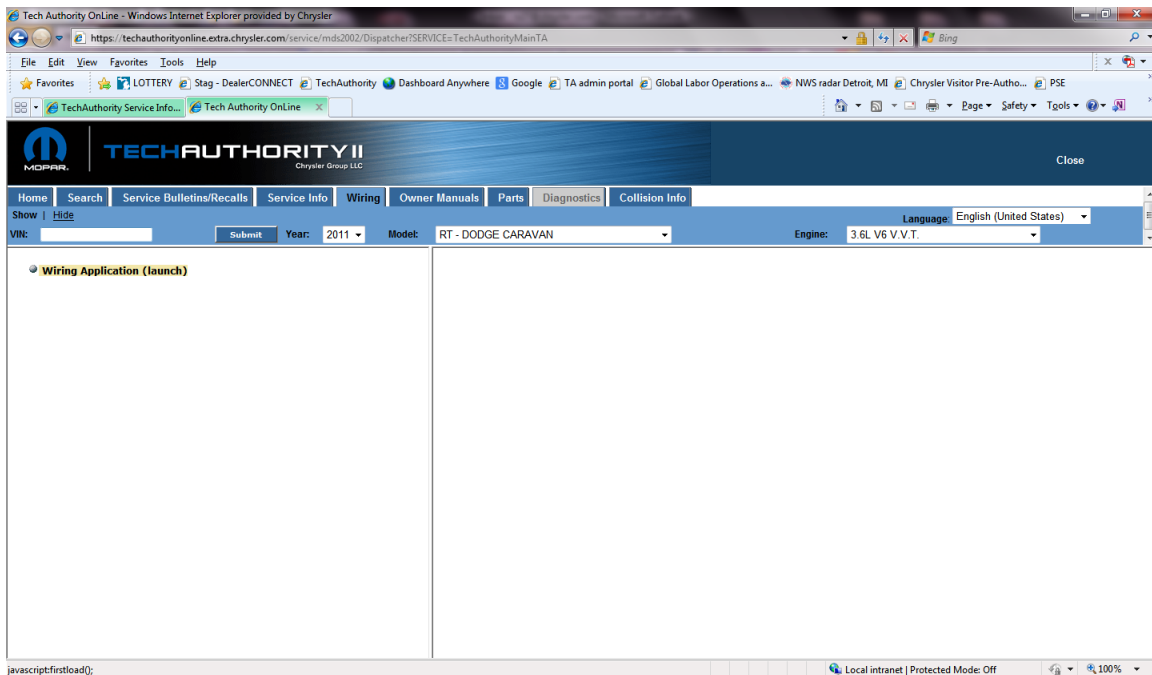 Tech Authority OnLine - Windows Internet Explorer provided by Chrysler
https://techauthorityonline.extra.chrysler.com/service/mds2002/Dispatcher?SERVICE=TechAuthorityMainTA
Bing
File Edit View Favorites Tools Help
Favorites LOTTERY Stag - DealerCONNECT TechAuthority Dashboard Anywhere Google TA admin portal Global Labor Operations a... NWS radar Detroit, MI Chrysler Visitor Pre-Autho... PSE
TechAuthority Service Info... Tech Authority OnLine Page Safety Tools
MOPAR. TECHAUTHORITY II
Chrysler Group LLC
Close
Home Search Service Bulletins/Recalls Service Info Wiring Owner Manuals Parts Diagnostics Collision Info
Show | Hide Language: English (United States)
VIN: Submit Year: 2011 Model: RT - DODGE CARAVAN Engine: 3.6L V6 V.V.T.
Wiring Application (launch)
javascript:firstload(); Local intranet | Protected Mode: Off 100%